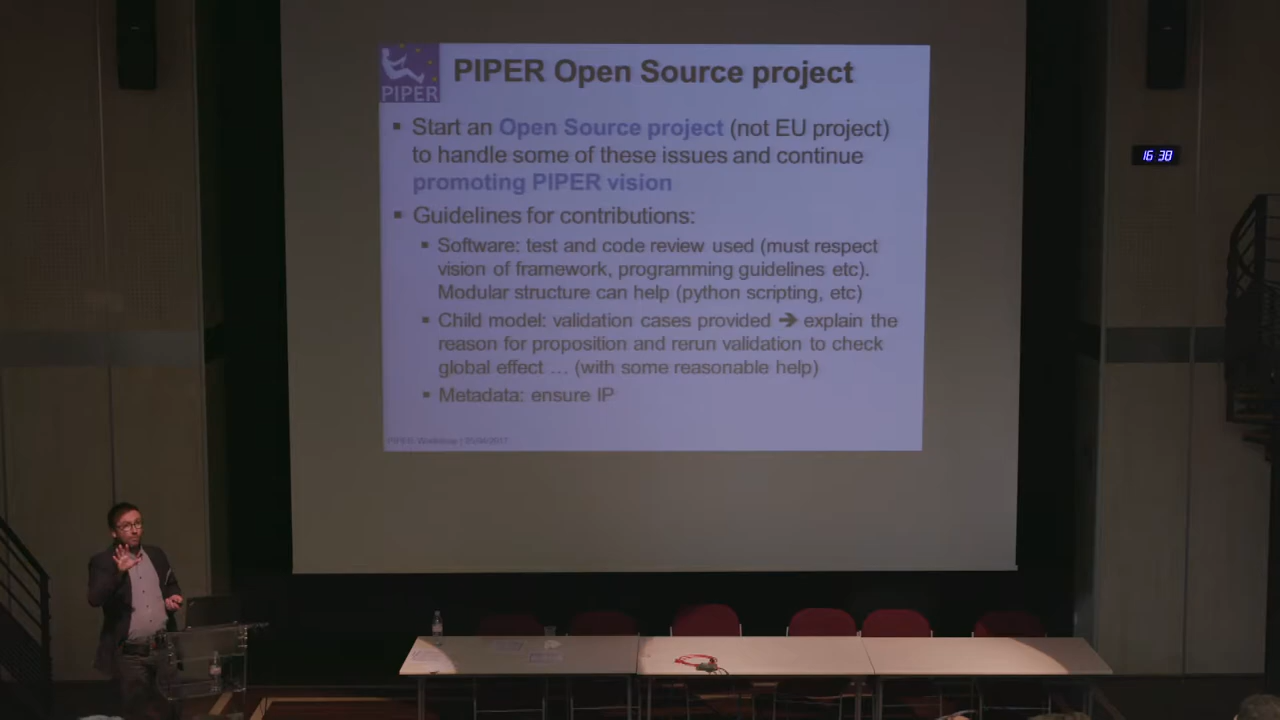 PIPER
PIPER Open Source project
▪ Start an Open Source project (not EU project)
to handle some of these issues and continue
promoting PIPER vision
▪ Guidelines for contributions:
▪ Software: test and code review used (must respect
vision of framework, programming guidelines etc).
Modular structure can help (python scripting, etc)
▪ Child model: validation cases provided ➔ explain the
reason for proposition and rerun validation to check
global effect ... (with some reasonable help)
▪ Metadata: ensure IP
PIPER Workshop
16 38